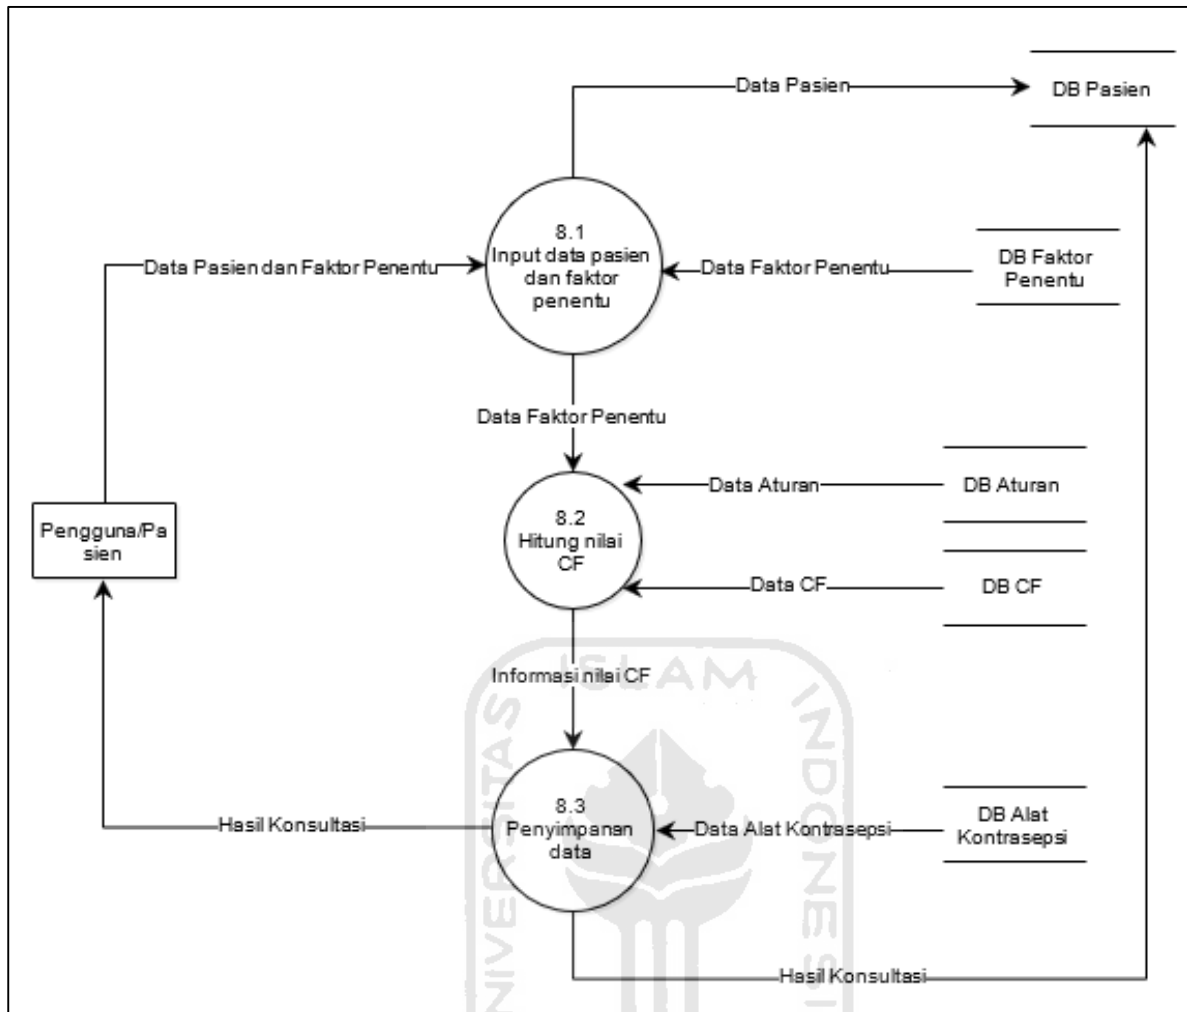 Data Pasien
DB Pasien
8.1
Input data pasien
dan faktor
penentu
Data Pasien dan Faktor Penentu
Data Faktor Penentu
DB Faktor
Penentu
Data Faktor Penentu
Data Aturan
DB Aturan
Pengguna/Pa
sien
8.2
Hitung nilai
CF
Data CF
DB CF
Informasi nilai CF
UNIVERSITAS
ISLAM
INDONESI
8.3
Penyimpanan
data
Hasil Konsultasi
Data Alat Kontrasepsi
DB Alat
Kontrasepsi
Hasil Konsultasi